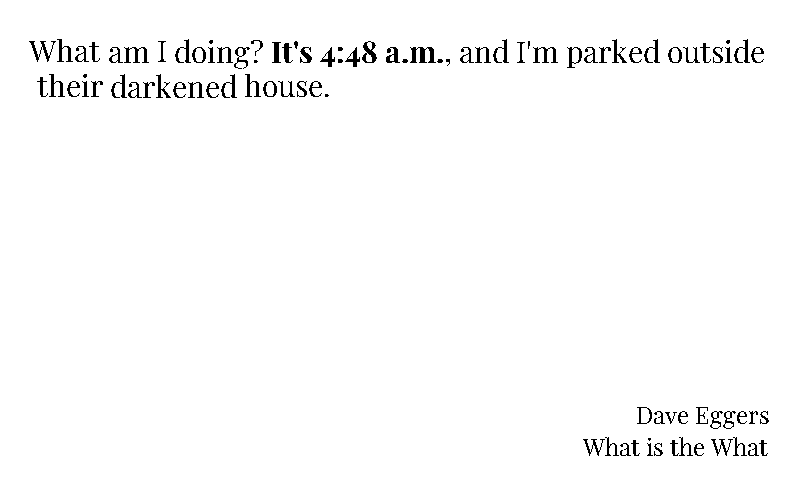 What am I doing? It's 4:48 a.m., and I'm parked outside
their darkened house.
Dave Eggers
What is the What